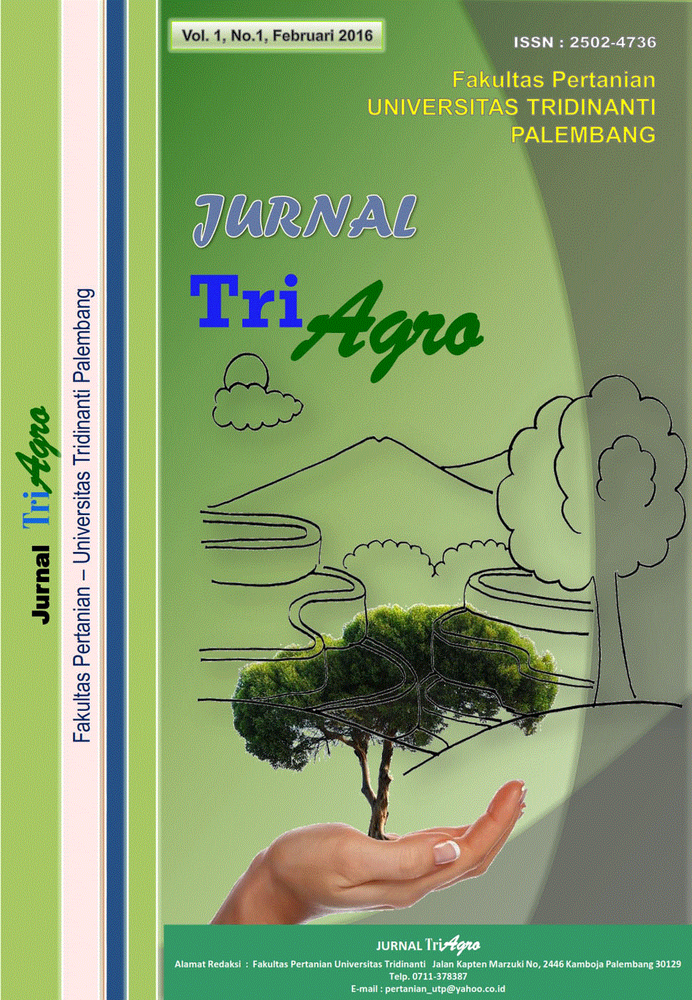 Vol. 1, No.1, Februari 2016
ISSN : 2502-4736
Fakultas Pertanian
UNIVERSITAS TRIDINANTI
PALEMBANG
JURNAL
TriAgro
Jurnal TriAgro
Fakultas Pertanian – Universitas Tridinanti Palembang
JURNAL TriAgro
Alamat Redaksi : Fakultas Pertanian Universitas Tridinanti Jalan Kapten Marzuki No, 2446 Kamboja Palembang 30129
Telp. 0711-378387
E-mail : pertanian_utp@yahoo.co.id